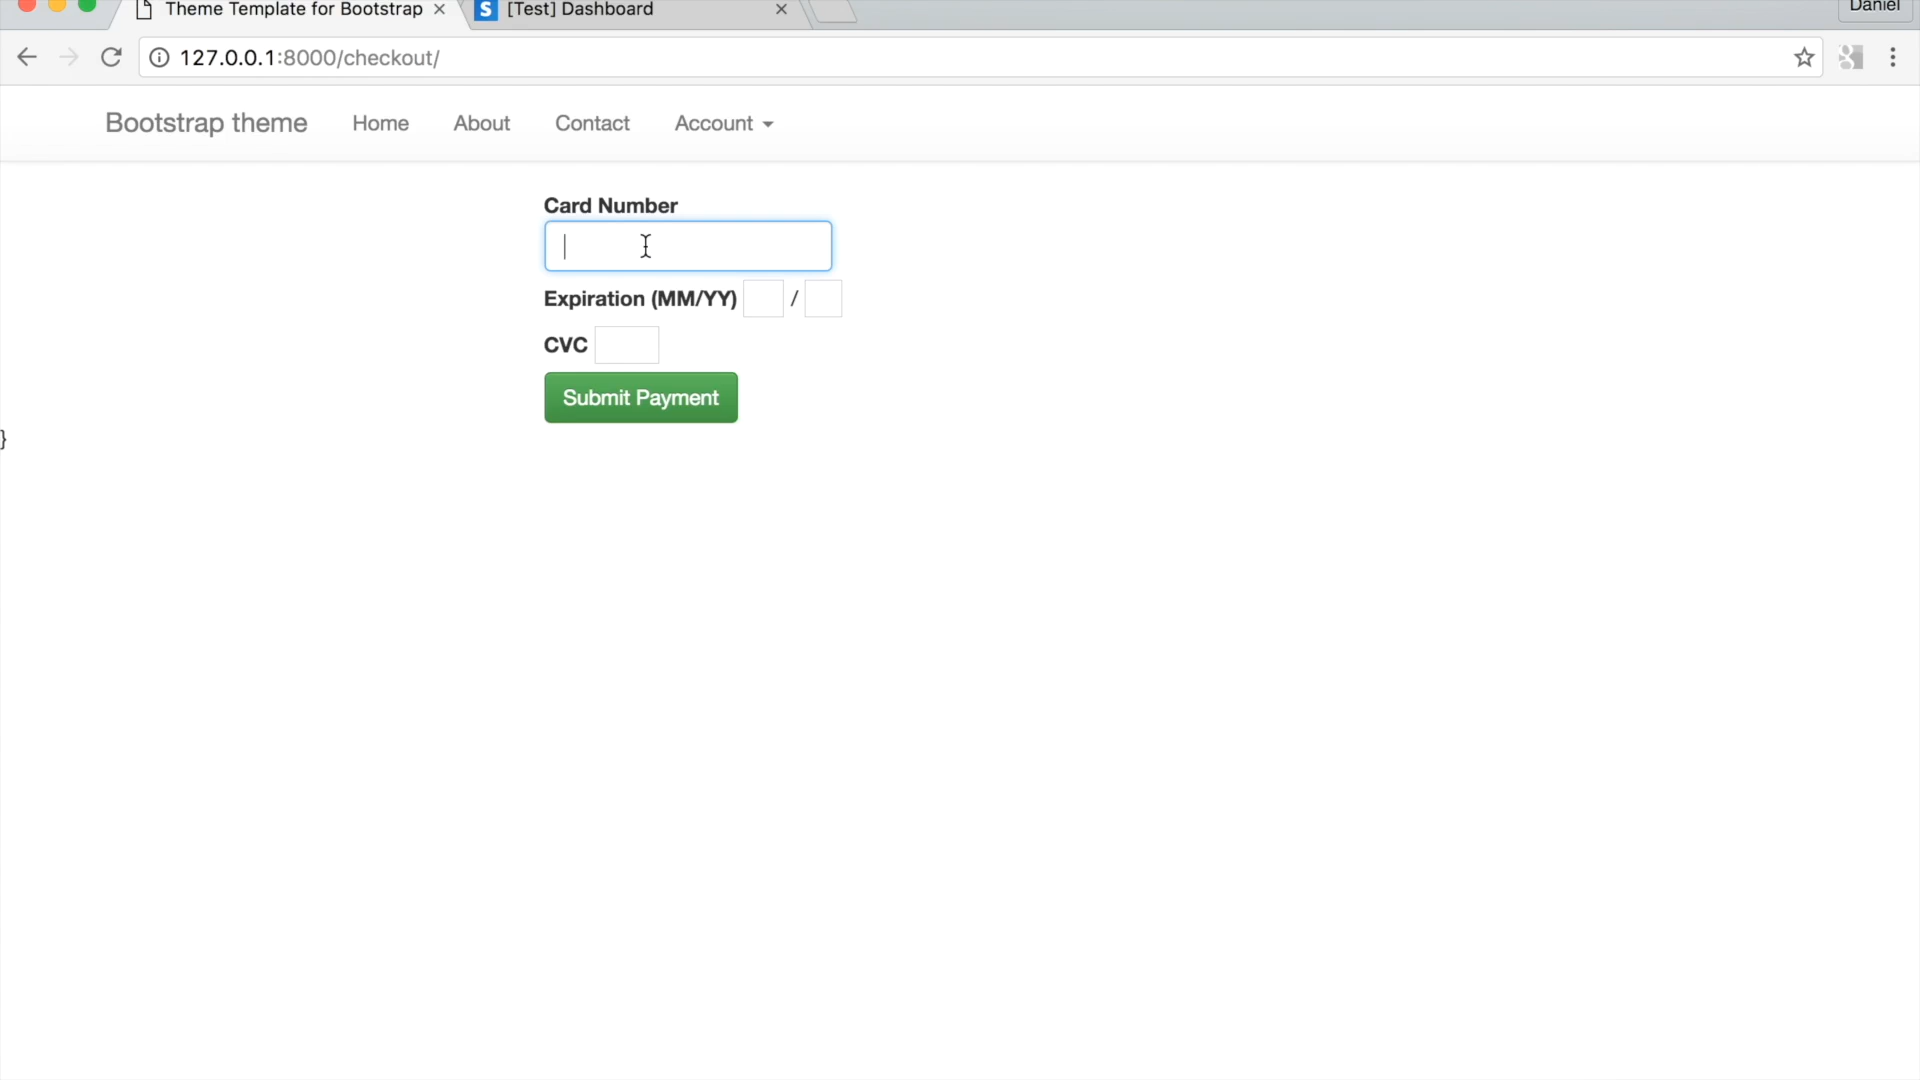 Theme Template for Bootstrap
[Test] Dashboard
Daniel
127.0.0.1:8000/checkout/
Bootstrap theme Home About Contact Account
Card Number
Expiration (MM/YY) /
CVC
Submit Payment
}